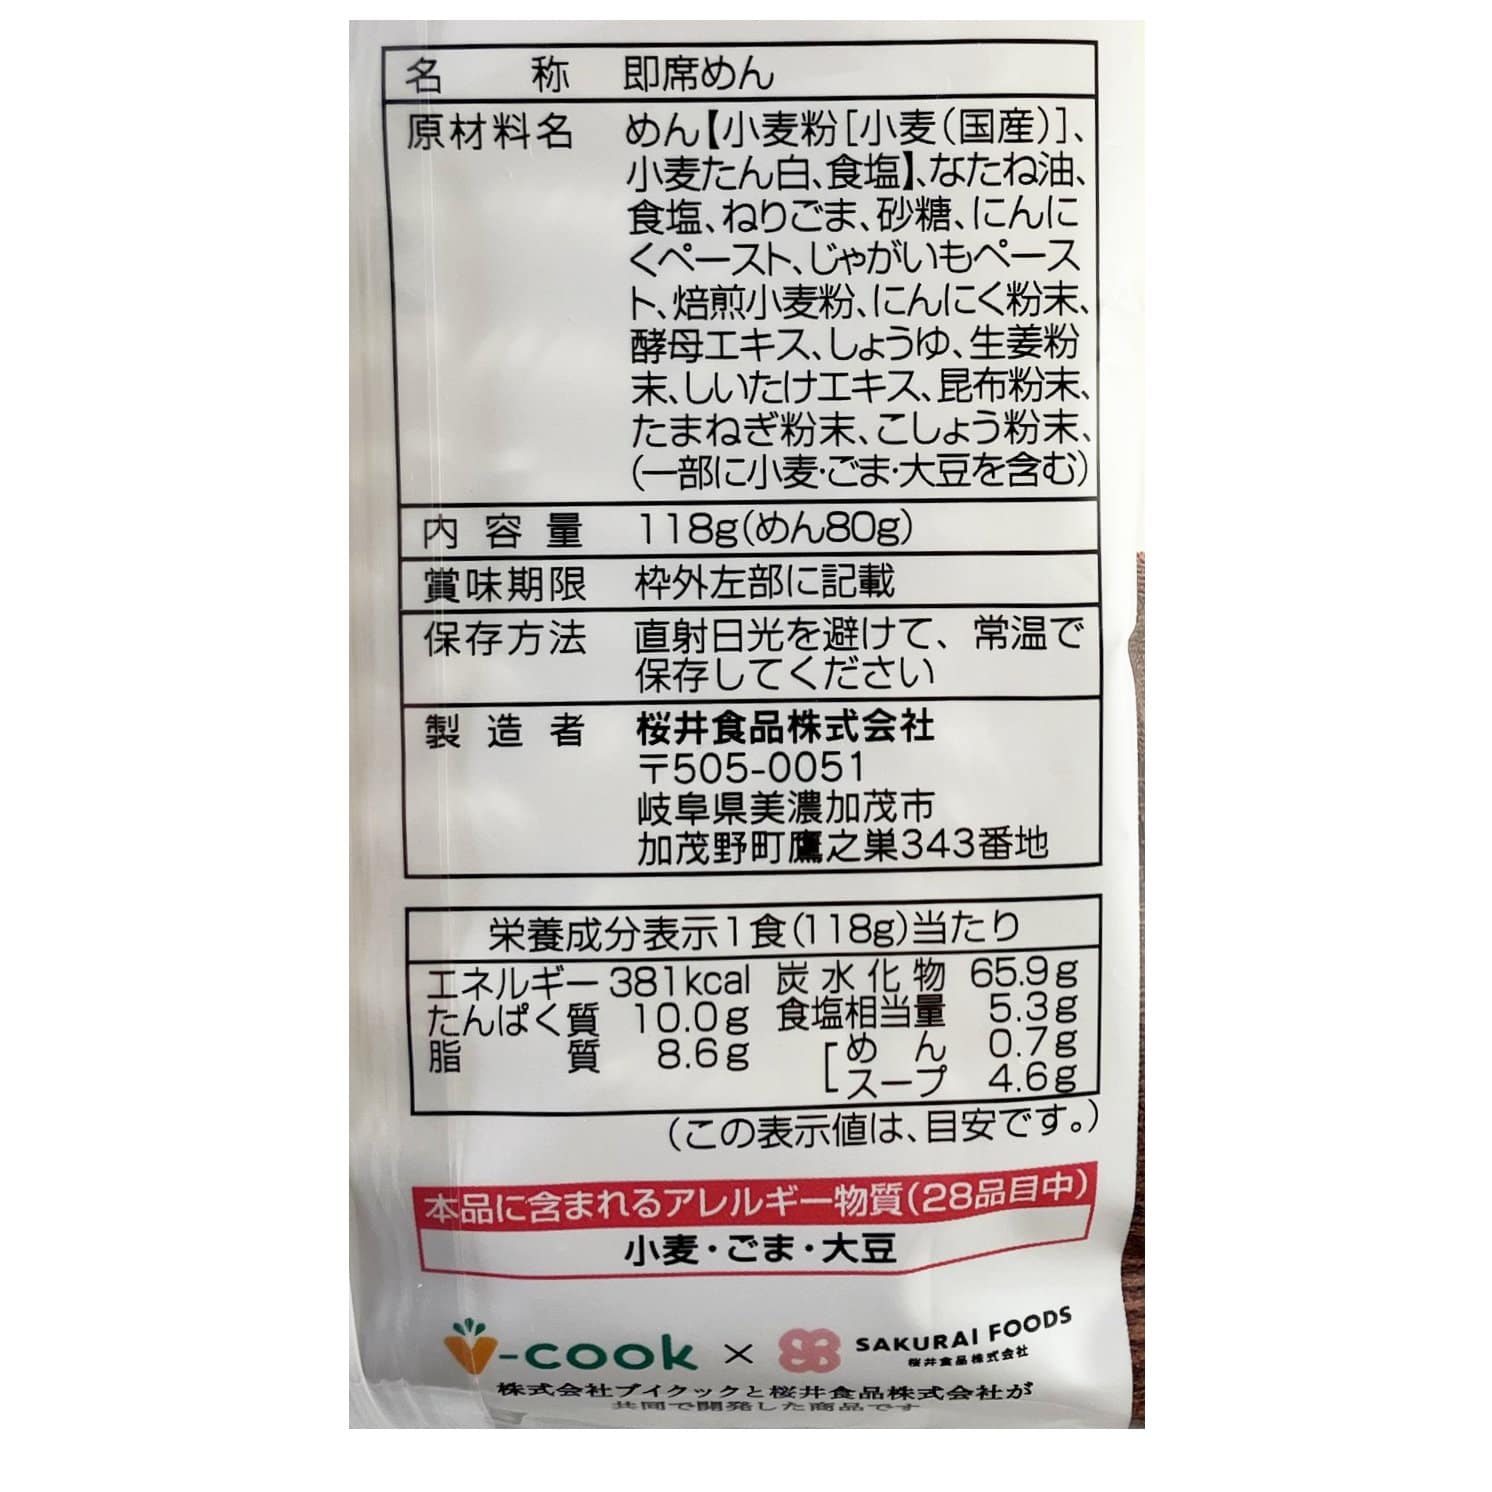 名称 即席めん
原材料名 めん【小麦粉[小麦(国産)]、
小麦たん白、食塩】、なたね油、
食塩、ねりごま、砂糖、にんに
くペースト、じゃがいもペース
ト、焙煎小麦粉、にんにく粉末、
酵母エキス、しょうゆ、生姜粉
末、しいたけエキス、昆布粉末、
たまねぎ粉末、こしょう粉末、
(一部に小麦・ごま・大豆を含む)
内容量 118g(めん80g)
賞味期限 枠外左部に記載
保存方法 直射日光を避けて、常温で
保存してください
製造者 桜井食品株式会社
〒505-0051
岐阜県美濃加茂市
加茂野町鷹之巣343番地
栄養成分表示1食(118g)当たり
エネルギー 381kcal 炭水化物 65.9g
たんぱく質 10.0g 食塩相当量 5.3g
脂質 8.6g [めん 0.7g
スープ 4.6g
(この表示値は、目安です。)
本品に含まれるアレルギー物質(28品目中)
小麦・ごま・大豆
V-cook × SAKURAI FOODS
桜井食品株式会社
株式会社ブイクックと桜井食品株式会社が
共同で開発した商品です